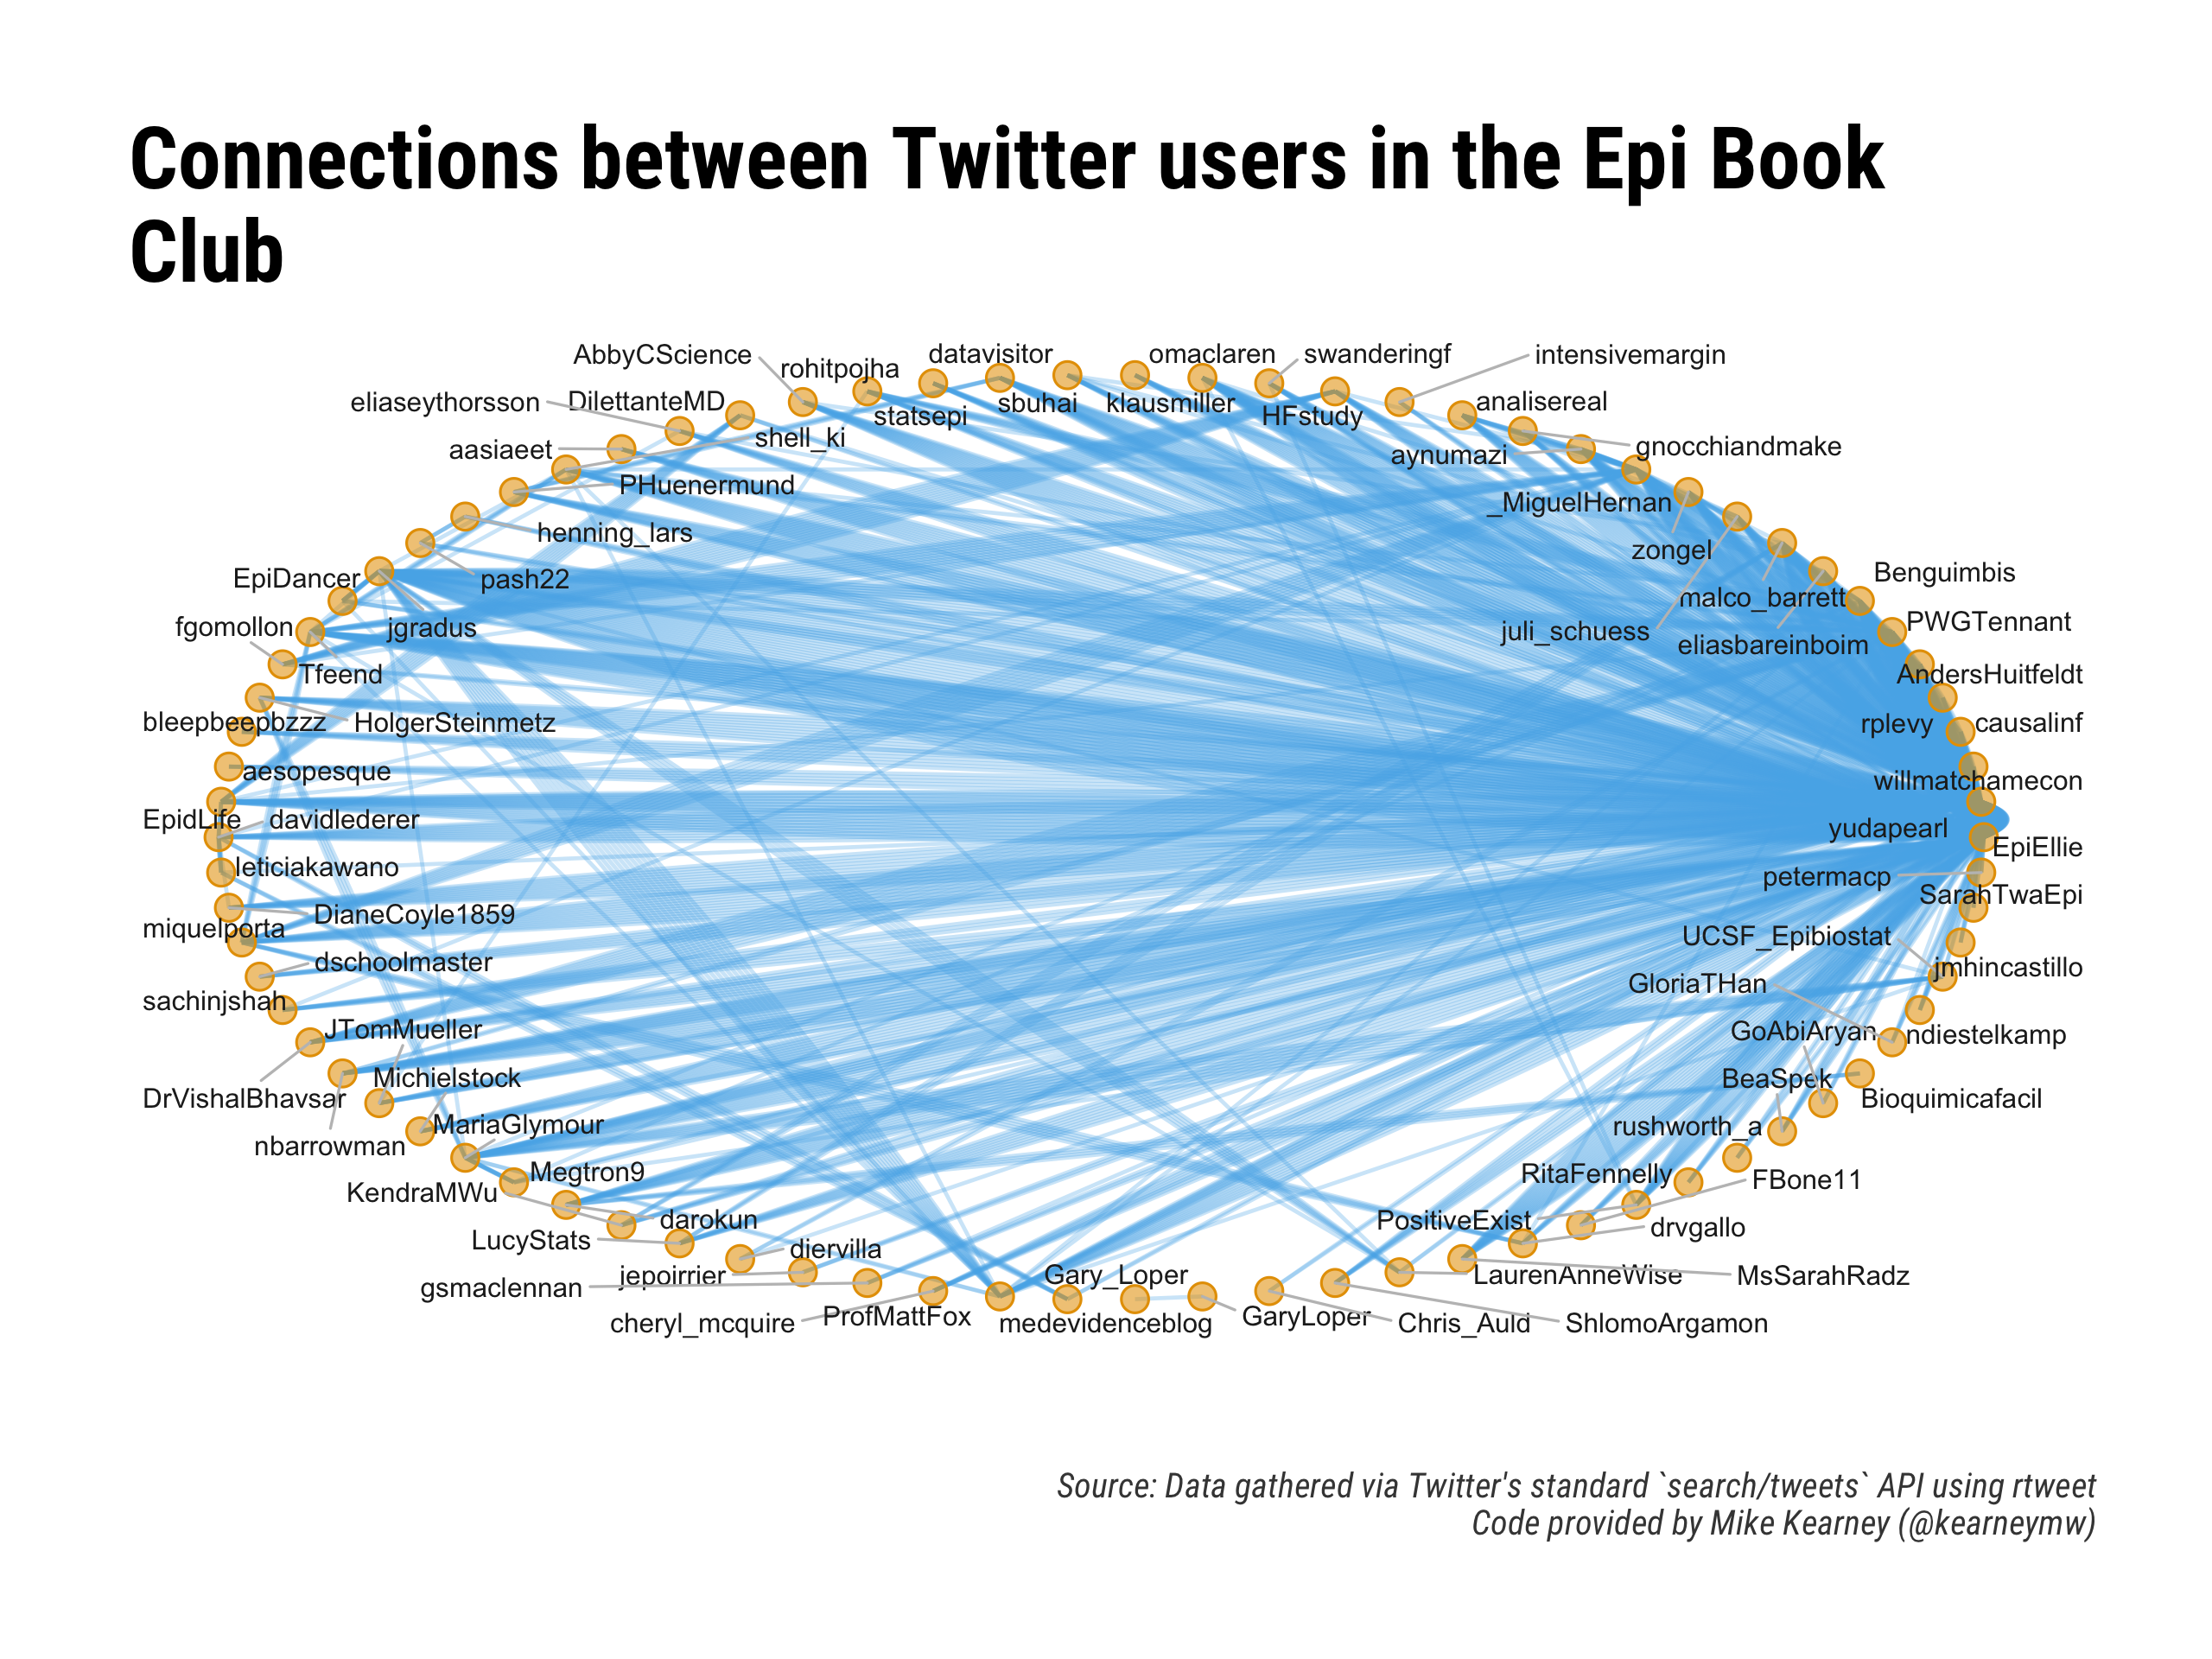 Connections between Twitter users in the Epi Book
Club
AbbyCScience
rohitpojha
datavisitor
omaclaren
swanderingf
intensivemargin
eliaseythorsson
DilettanteMD
statsepi
sbuhai
klausmiller
HFstudy
analisereal
aasiaeet
shell_ki
aynumazi
gnocchiandmake
PHuenermund
_MiguelHernan
henning_lars
zongel
EpiDancer
pash22
Benguimbis
malco_barrett
fgomollon
jgradus
juli_schuess
PWGTennant
eliasbareinboim
Tfeend
AndersHuitfeldt
bleepbeepbzzz
HolgerSteinmetz
rplevy
causalinf
aesopesque
willmatchamecon
EpidLife
davidlederer
yudapearl
EpiEllie
leticiakawano
petermacp
DianeCoyle1859
SarahTwaEpi
miquelporta
UCSF_Epibiostat
dschoolmaster
jmhincastillo
sachinjshah
GloriaTHan
JTomMueller
GoAbiAryan
ndiestelkamp
Michielstock
BeaSpek
DrVishalBhavsar
Bioquimicafacil
MariaGlymour
rushworth_a
nbarrowman
Megtron9
RitaFennelly
FBone11
KendraMWu
darokun
PositiveExist
drvgallo
LucyStats
diervilla
jepoirrier
Gary_Loper
LaurenAnneWise
MsSarahRadz
gsmaclennan
cheryl_mcquire
ProfMattFox
medevidenceblog
GaryLoper
Chris_Auld
ShlomoArgamon
Source: Data gathered via Twitter's standard `search/tweets` API using rtweet
Code provided by Mike Kearney (@kearneymw)